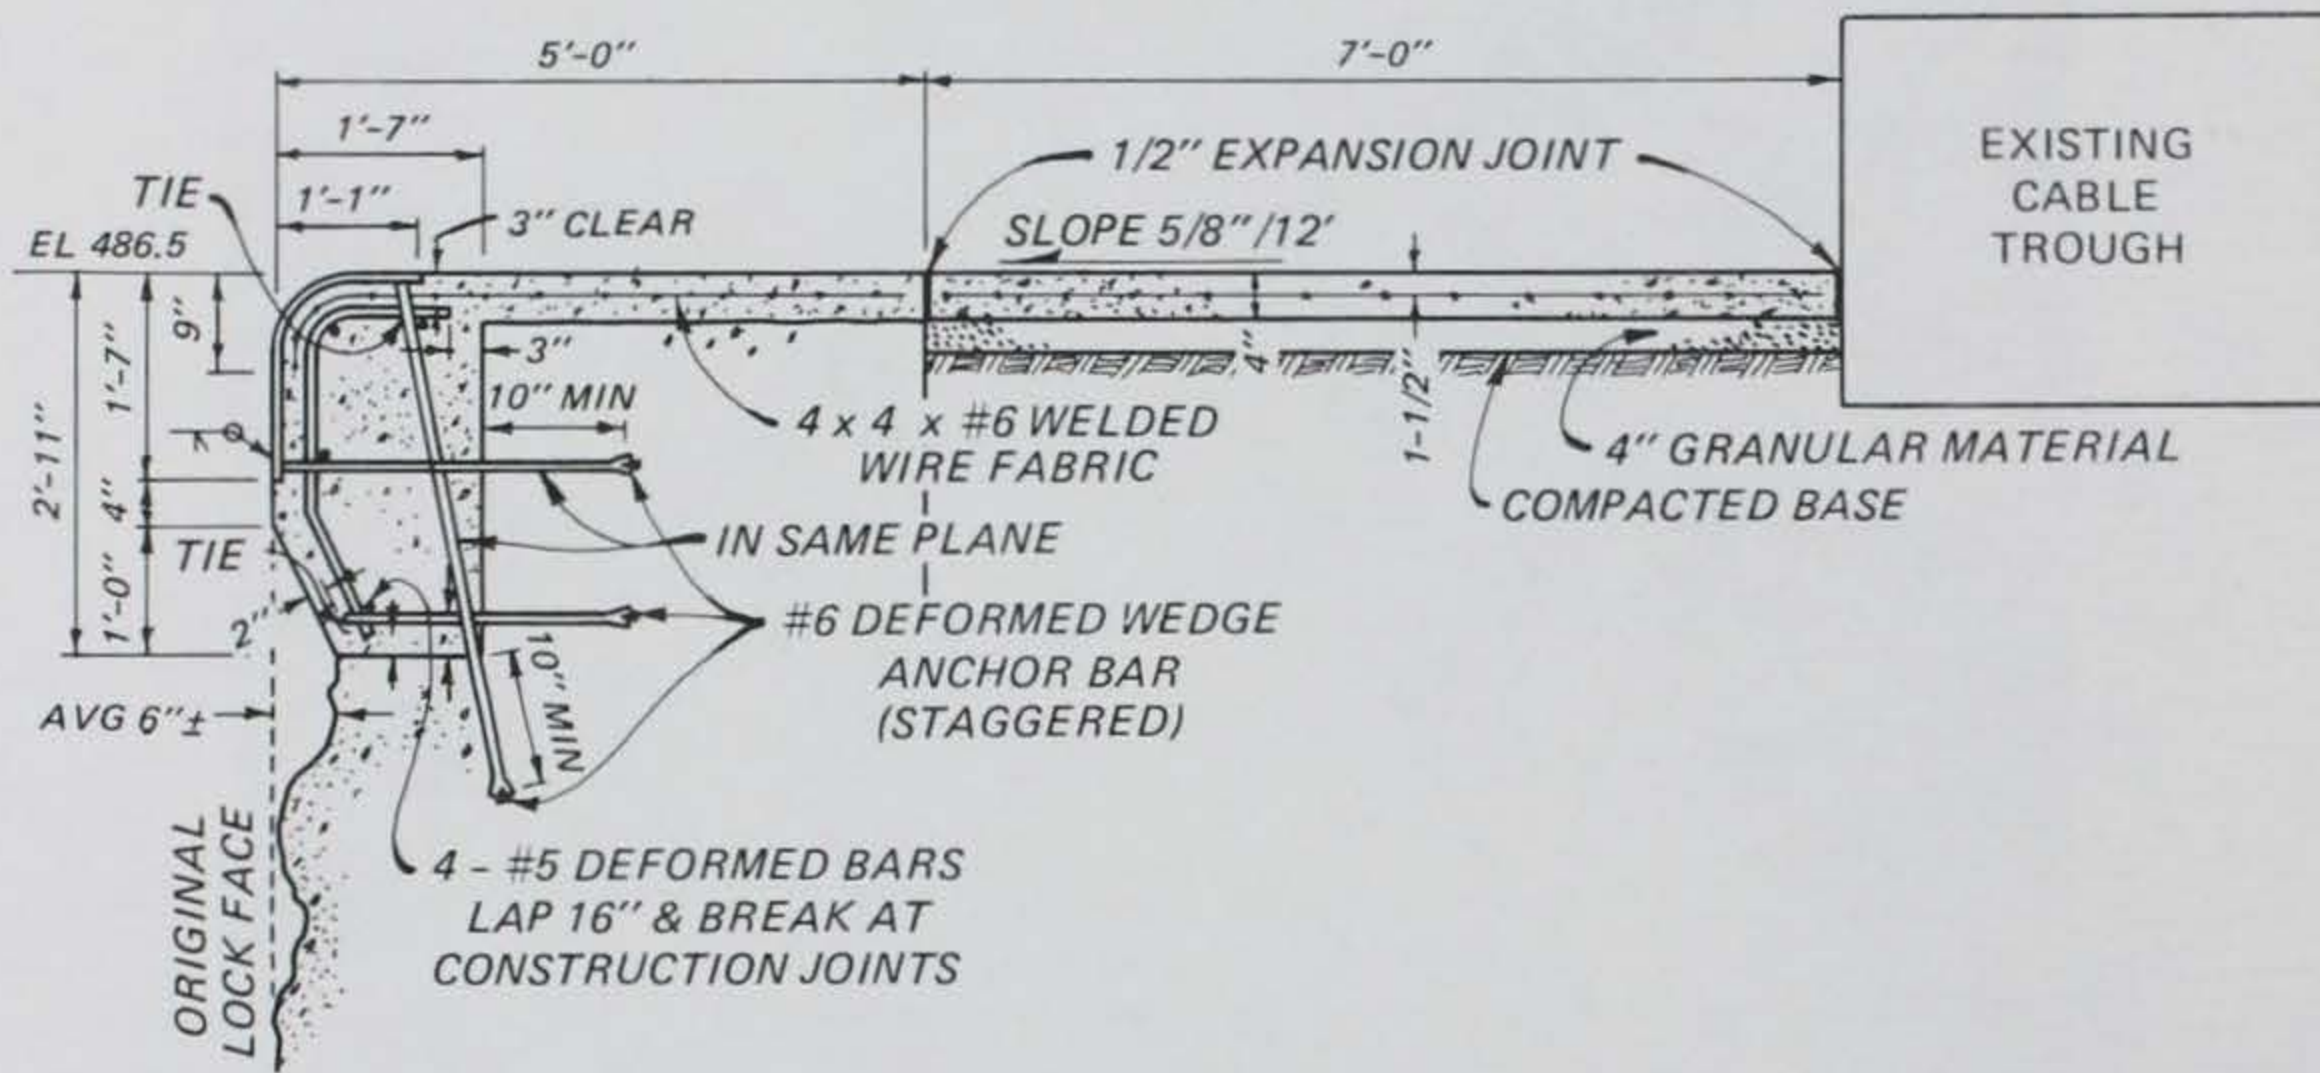 5'-0"
7'-0"
1'-7"
1/2" EXPANSION JOINT
EXISTING
CABLE
TROUGH
TIE
1'-1"
3" CLEAR
SLOPE 5/8"/12'
EL 486.5
9"
1'-7"
2'-11"
4"
1'-0"
3"
10" MIN
4"
1-1/2"
4 x 4 x #6 WELDED
WIRE FABRIC
4" GRANULAR MATERIAL
COMPACTED BASE
IN SAME PLANE
TIE
2"
#6 DEFORMED WEDGE
ANCHOR BAR
(STAGGERED)
10" MIN
AVG 6"±
4 - #5 DEFORMED BARS
LAP 16" & BREAK AT
CONSTRUCTION JOINTS
ORIGINAL
LOCK FACE